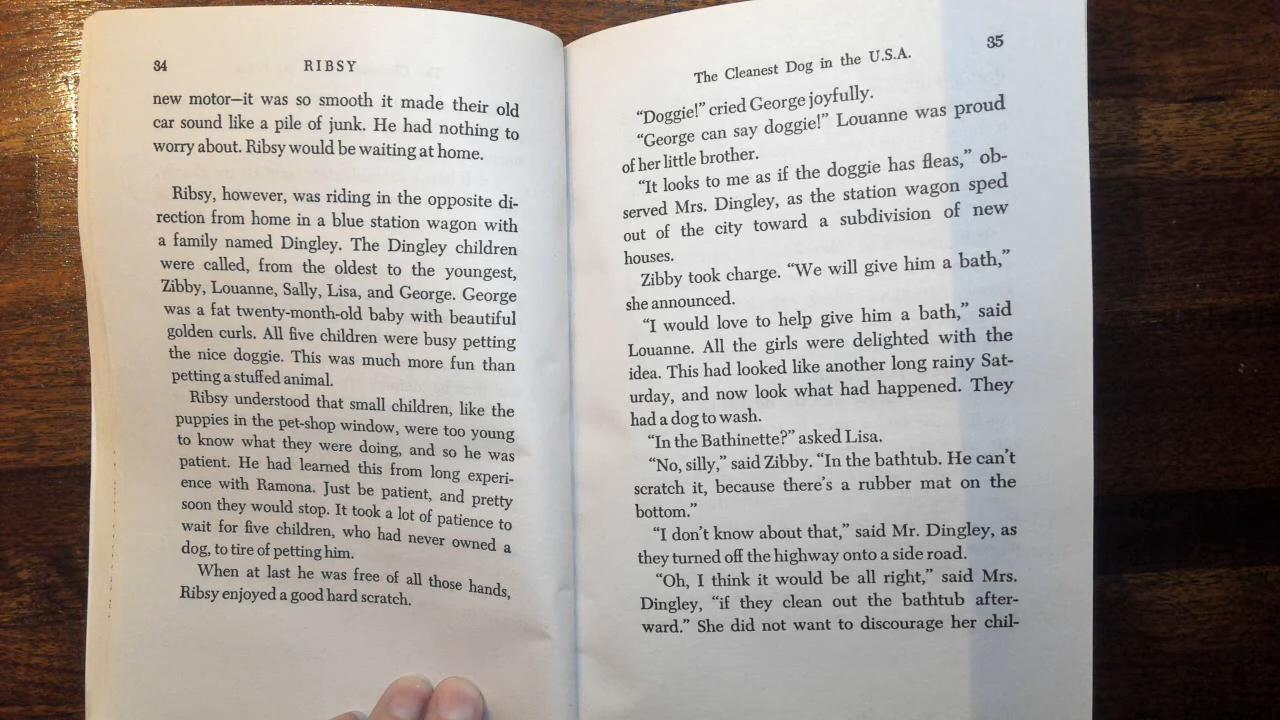 34
RIBSY
new motor—it was so smooth it made their old
car sound like a pile of junk. He had nothing to
worry about. Ribsy would be waiting at home.
Ribsy, however, was riding in the opposite di-
rection from home in a blue station wagon with
a family named Dingley. The Dingley children
were called, from the oldest to the youngest,
Zibby, Louanne, Sally, Lisa, and George. George
was a fat twenty-month-old baby with beautiful
golden curls. All five children were busy petting
the nice doggie. This was much more fun than
petting a stuffed animal.
Ribsy understood that small children, like the
puppies in the pet-shop window, were too young
to know what they were doing, and so he was
patient. He had learned this from long experi-
ence with Ramona. Just be patient, and pretty
soon they would stop. It took a lot of patience to
wait for five children, who had never owned a
dog, to tire of petting him.
When at last he was free of all those hands,
Ribsy enjoyed a good hard scratch.
The Cleanest Dog in the U.S.A.
35
“Doggie!” cried George joyfully.
“George can say doggie!” Louanne was proud
of her little brother.
“It looks to me as if the doggie has fleas,” ob-
served Mrs. Dingley, as the station wagon sped
out of the city toward a subdivision of new
houses.
Zibby took charge. “We will give him a bath,”
she announced.
“I would love to help give him a bath,” said
Louanne. All the girls were delighted with the
idea. This had looked like another long rainy Sat-
urday, and now look what had happened. They
had a dog to wash.
“In the Bathinette?” asked Lisa.
“No, silly,” said Zibby. “In the bathtub. He can’t
scratch it, because there’s a rubber mat on the
bottom.”
“I don’t know about that,” said Mr. Dingley, as
they turned off the highway onto a side road.
“Oh, I think it would be all right,” said Mrs.
Dingley, “if they clean out the bathtub after-
ward.” She did not want to discourage her chil-